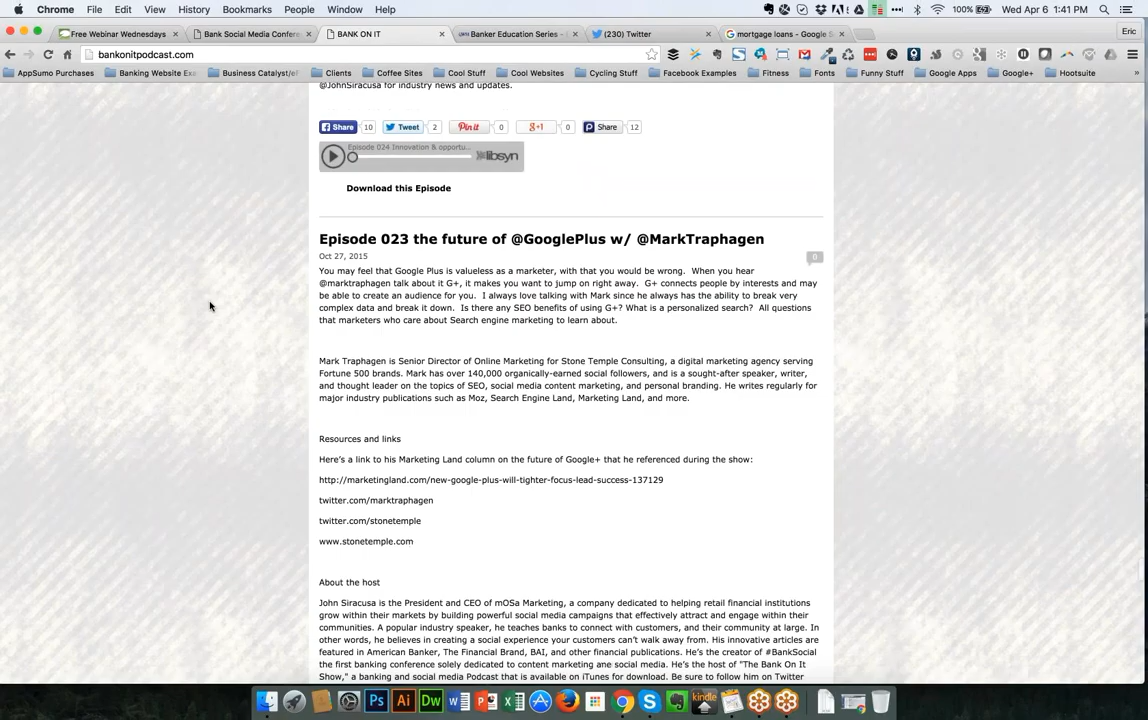 Chrome File Edit View History Bookmarks People Window Help 100% Wed Apr 6 1:41 PM
Free Webinar Wednesdays × Bank Social Media Confere × BANK ON IT × Banker Education Series - × (230) Twitter × mortgage loans - Google S × Eric
bankonitpodcast.com
AppSumo Purchases Banking Website Exa Business Catalyst/eF Clients Coffee Sites Cool Stuff Cool Websites Cycling Stuff Facebook Examples Fitness Fonts Funny Stuff Google Apps Google+ Hootsuite »
@JohnSiracusa for industry news and updates.
Share 10 Tweet 2 Pin it 0 g+1 0 Share 12
Episode 024 Innovation & opportu...
libsyn
Download this Episode
Episode 023 the future of @GooglePlus w/ @MarkTraphagen
Oct 27, 2015 0
You may feel that Google Plus is valueless as a marketer, with that you would be wrong. When you hear
@marktraphagen talk about it G+, it makes you want to jump on right away. G+ connects people by interests and may
be able to create an audience for you. I always love talking with Mark since he always has the ability to break very
complex data and break it down. Is there any SEO benefits of using G+? What is a personalized search? All questions
that marketers who care about Search engine marketing to learn about.
Mark Traphagen is Senior Director of Online Marketing for Stone Temple Consulting, a digital marketing agency serving
Fortune 500 brands. Mark has over 140,000 organically-earned social followers, and is a sought-after speaker, writer,
and thought leader on the topics of SEO, social media content marketing, and personal branding. He writes regularly for
major industry publications such as Moz, Search Engine Land, Marketing Land, and more.
Resources and links
Here's a link to his Marketing Land column on the future of Google+ that he referenced during the show:
http://marketingland.com/new-google-plus-will-tighter-focus-lead-success-137129
twitter.com/marktraphagen
twitter.com/stonetemple
www.stonetemple.com
About the host
John Siracusa is the President and CEO of mOSa Marketing, a company dedicated to helping retail financial institutions
grow within their markets by building powerful social media campaigns that effectively attract and engage within their
communities. A popular industry speaker, he teaches banks to connect with customers, and their community at large. In
other words, he believes in creating a social experience your customers can't walk away from. His innovative articles are
featured in American Banker, The Financial Brand, BAI, and other financial publications. He's the creator of #BankSocial
the first banking conference solely dedicated to content marketing ane social media. He's the host of "The Bank On It
Show," a banking and social media Podcast that is available on iTunes for download. Be sure to follow him on Twitter
Ps Ai Dw kindle